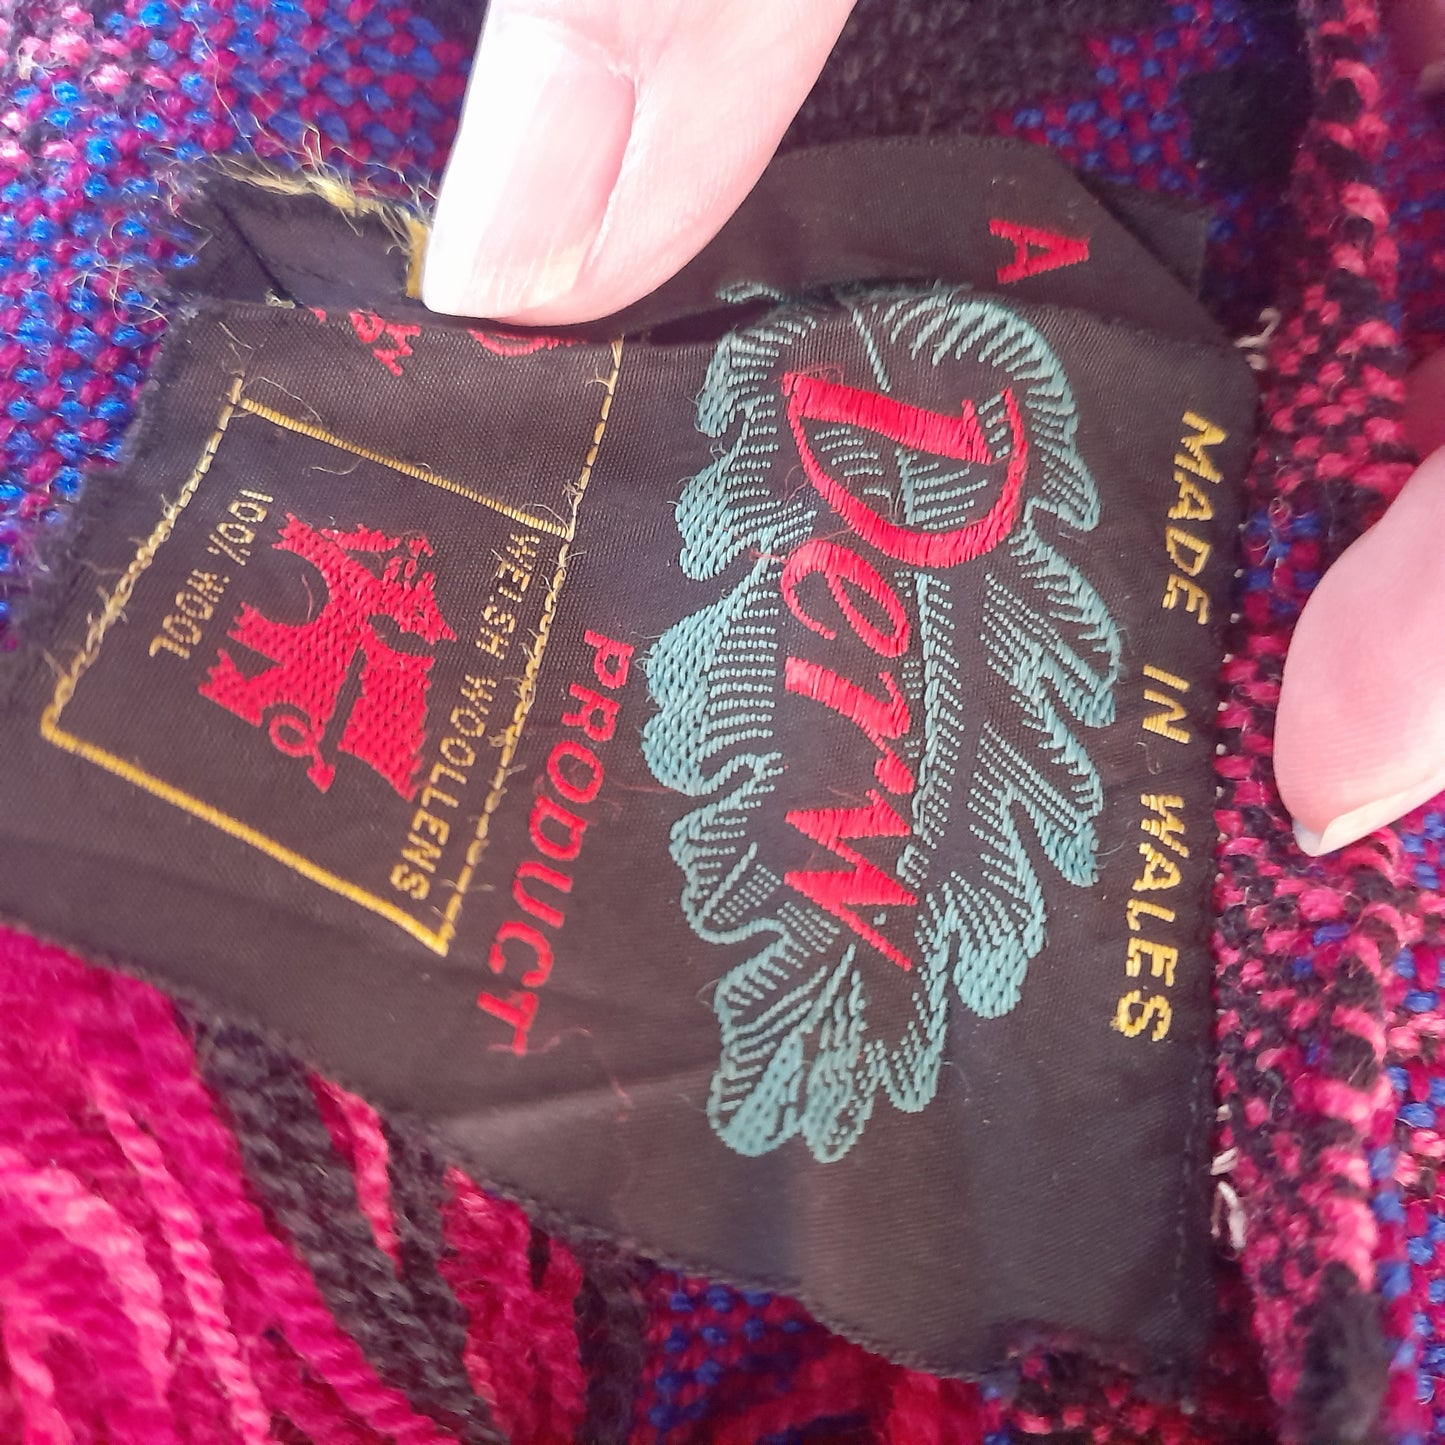 MADE IN WALES
A
Derw
PRODUCT
WELSH WOOLLENS
100% WOOL